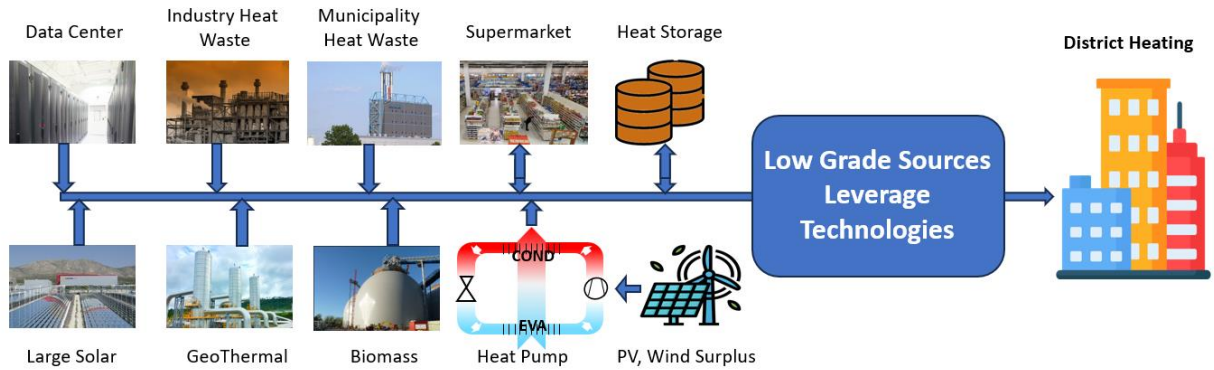 Data Center
Industry Heat
Waste
Municipality
Heat Waste
Supermarket
Heat Storage
District Heating
Low Grade Sources
Leverage
Technologies
COND
EVA
Large Solar
GeoThermal
Biomass
Heat Pump
PV, Wind Surplus